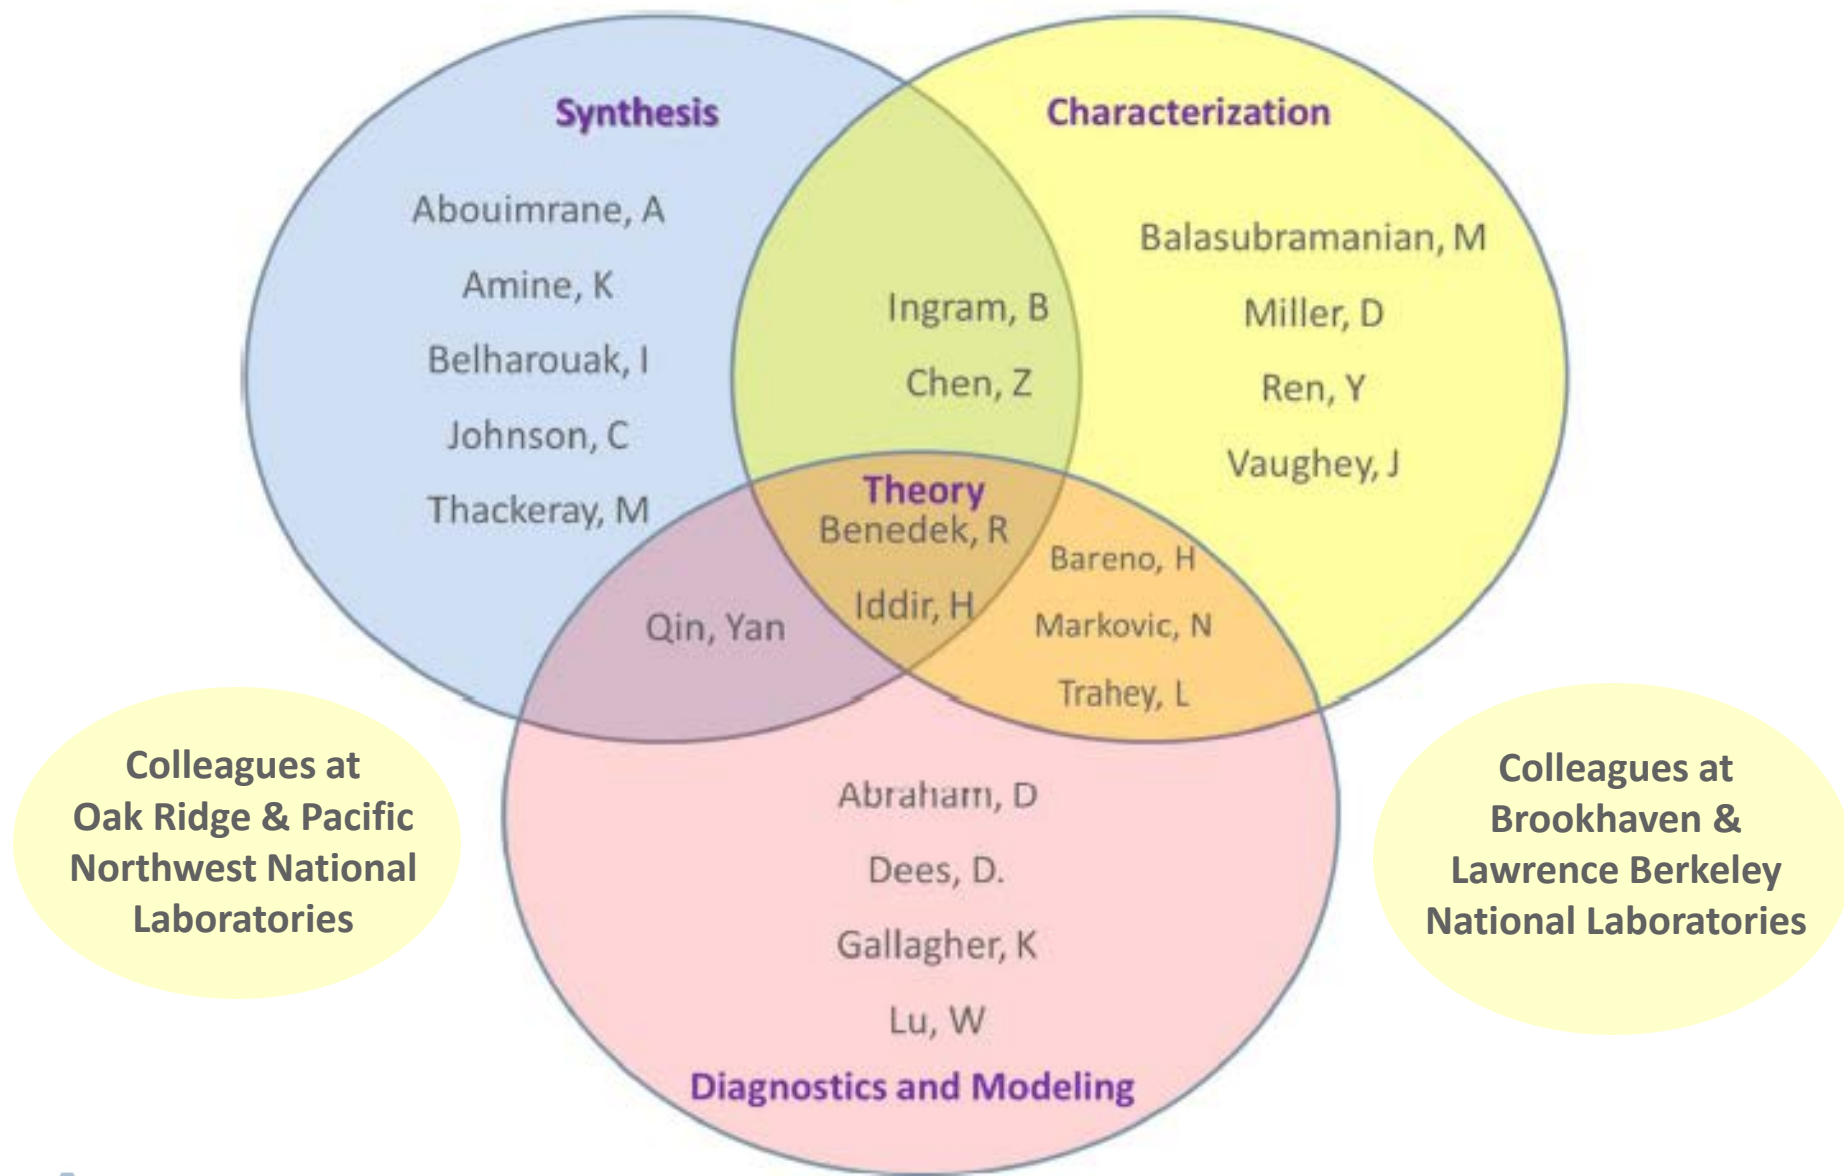 Synthesis
Abouimrane, A
Amine, K
Belharouak, I
Johnson, C
Thackeray, M
Characterization
Balasubramanian, M
Miller, D
Ren, Y
Vaughey, J
Ingram, B
Chen, Z
Theory
Benedek, R
Iddir, H
Qin, Yan
Bareno, H
Markovic, N
Trahey, L
Abraham, D
Dees, D.
Gallagher, K
Lu, W
Diagnostics and Modeling
Colleagues at
Oak Ridge & Pacific
Northwest National
Laboratories
Colleagues at
Brookhaven &
Lawrence Berkeley
National Laboratories